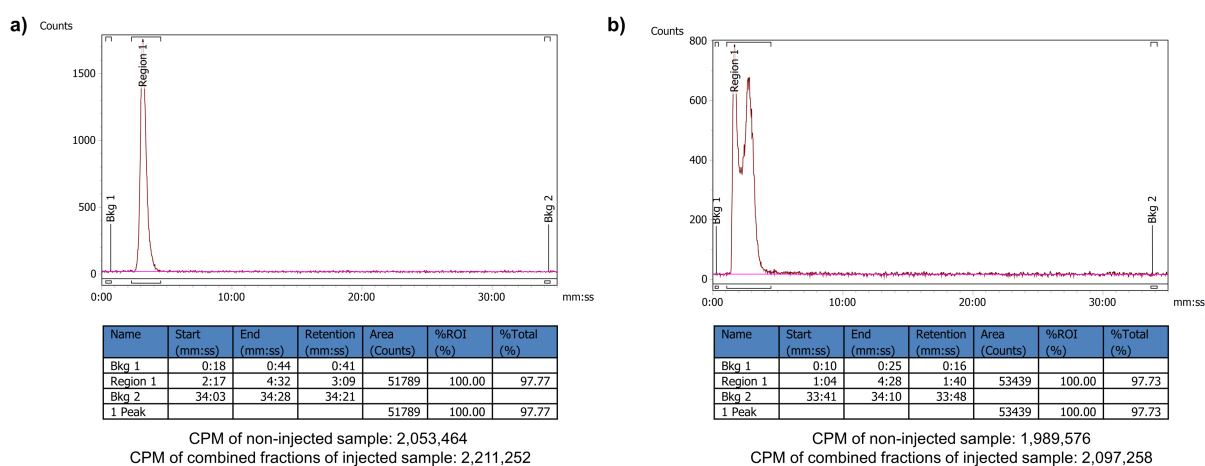 a)
Counts
1500
1000
500
0
Bkg 1
Region 1
Bkg 2
0:00 10:00 20:00 30:00 mm:ss
Name Start (mm:ss) End (mm:ss) Retention (mm:ss) Area (Counts) %ROI (%) %Total (%)
Bkg 1 0:18 0:44 0:41
Region 1 2:17 4:32 3:09 51789 100.00 97.77
Bkg 2 34:03 34:28 34:21
1 Peak 51789 100.00 97.77
CPM of non-injected sample: 2,053,464
CPM of combined fractions of injected sample: 2,211,252
b)
Counts
800
600
400
200
0
Bkg 1
Region 1
Bkg 2
0:00 10:00 20:00 30:00 mm:ss
Name Start (mm:ss) End (mm:ss) Retention (mm:ss) Area (Counts) %ROI (%) %Total (%)
Bkg 1 0:10 0:25 0:16
Region 1 1:04 4:28 1:40 53439 100.00 97.73
Bkg 2 33:41 34:10 33:48
1 Peak 53439 100.00 97.73
CPM of non-injected sample: 1,989,576
CPM of combined fractions of injected sample: 2,097,258